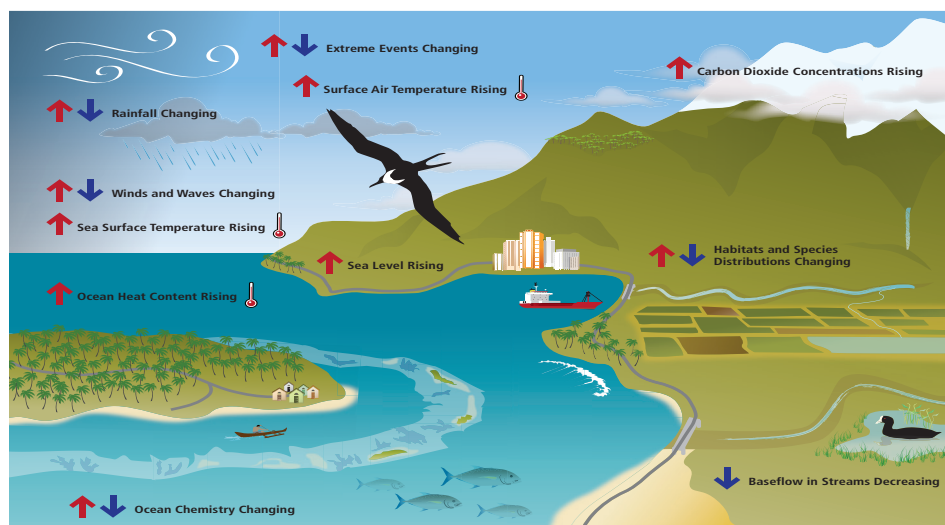 Extreme Events Changing
Carbon Dioxide Concentrations Rising
Surface Air Temperature Rising
Rainfall Changing
Winds and Waves Changing
Sea Surface Temperature Rising
Habitats and Species
Distributions Changing
Sea Level Rising
Ocean Heat Content Rising
Baseflow in Streams Decreasing
Ocean Chemistry Changing